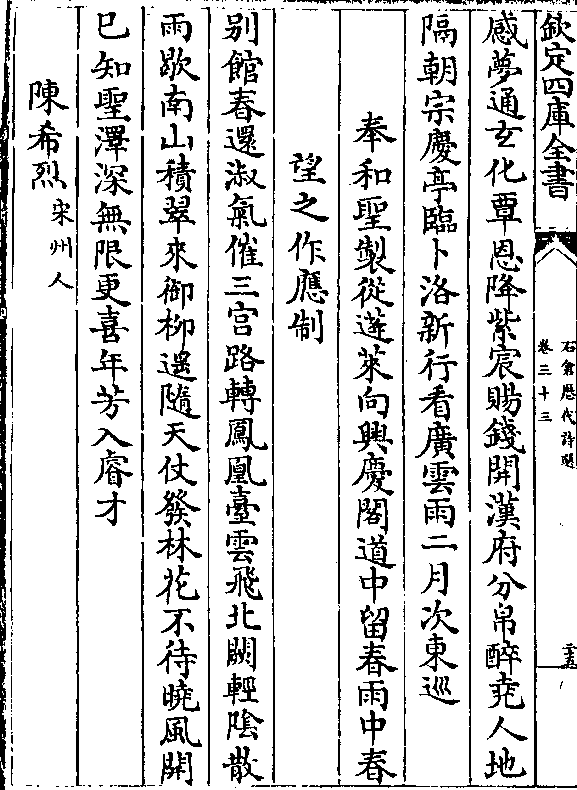 欽定四庫全書
石倉歷代詩選
卷三十三
感夢通玄化覃恩降紫宸賜錢開漢府分帛醉堯人地
隔朝宗慶亭臨卜洛新行看廣雲雨二月次東巡
奉和聖製從蓬萊向興慶閣道中留春雨中春
望之作應制
别館春還淑氣催三宫路轉鳳凰臺雲飛北闕輕陰散
雨歇南山積翠來御柳遥隨天仗發林花不待曉風開
已知聖澤深無限更喜年芳入睿才
陳希烈宋州人